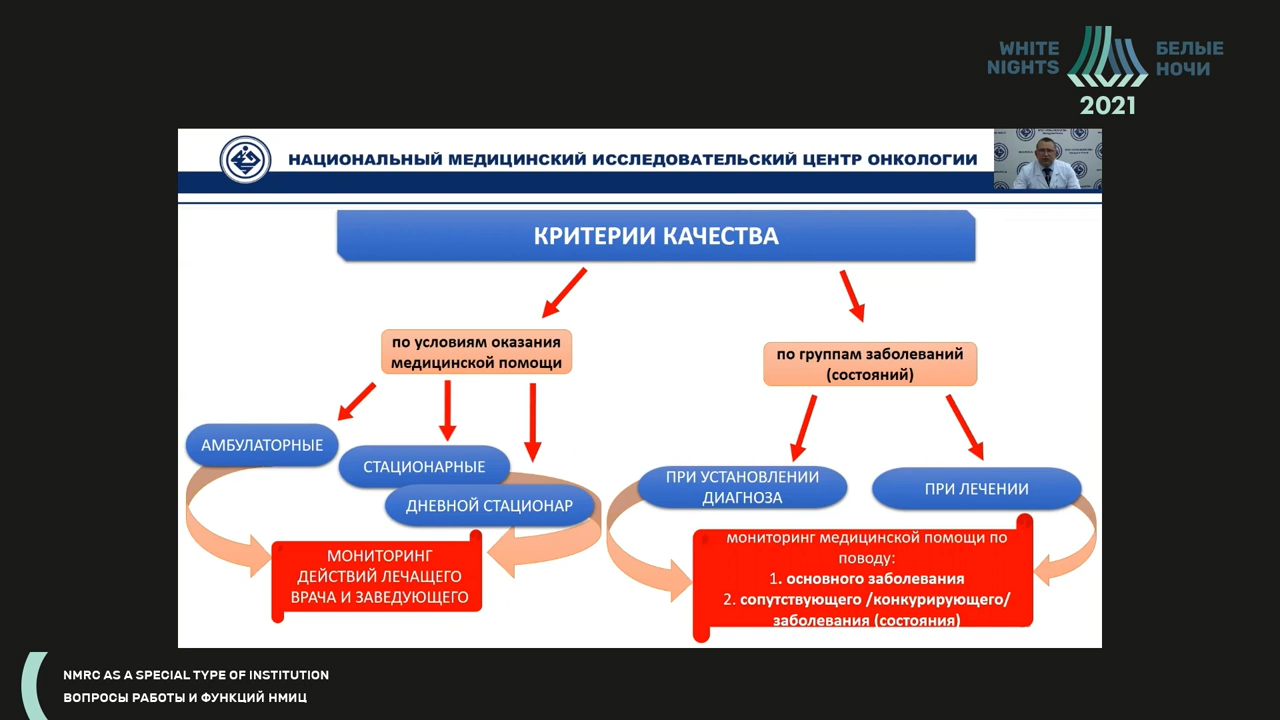 WHITE
NIGHTS
БЕЛЫЕ
НОЧИ
2021
НАЦИОНАЛЬНЫЙ МЕДИЦИНСКИЙ ИССЛЕДОВАТЕЛЬСКИЙ ЦЕНТР ОНКОЛОГИИ
КРИТЕРИИ КАЧЕСТВА
по условиям оказания
медицинской помощи
по группам заболеваний
(состояний)
АМБУЛАТОРНЫЕ
СТАЦИОНАРНЫЕ
ДНЕВНОЙ СТАЦИОНАР
ПРИ УСТАНОВЛЕНИИ
ДИАГНОЗА
ПРИ ЛЕЧЕНИИ
МОНИТОРИНГ
ДЕЙСТВИЙ ЛЕЧАЩЕГО
ВРАЧА И ЗАВЕДУЮЩЕГО
мониторинг медицинской помощи по
поводу:
1. основного заболевания
2. сопутствующего /конкурирующего/
заболевания (состояния)
NMRC AS A SPECIAL TYPE OF INSTITUTION
ВОПРОСЫ РАБОТЫ И ФУНКЦИЙ НМИЦ